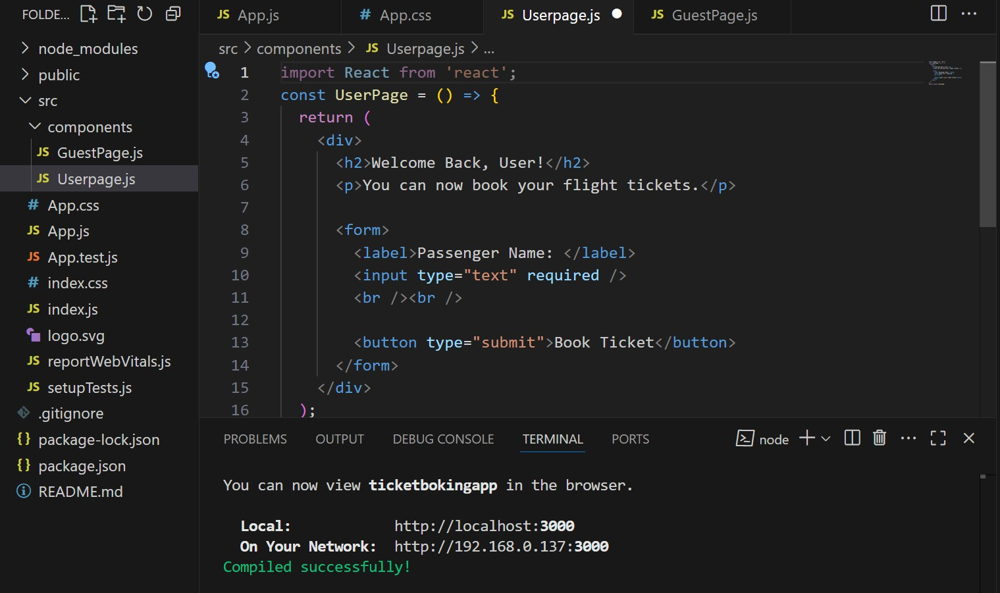 FOLDE...
node_modules
public
src
components
JS GuestPage.js
JS Userpage.js
# App.css
JS App.js
JS App.test.js
# index.css
JS index.js
logo.svg
JS reportWebVitals.js
JS setupTests.js
.gitignore
{} package-lock.json
{} package.json
README.md
JS App.js # App.css JS Userpage.js JS GuestPage.js
src > components > JS Userpage.js > ...
1 import React from 'react';
2 const UserPage = () => {
3 return (
4 <div>
5 <h2>Welcome Back, User!</h2>
6 <p>You can now book your flight tickets.</p>
7
8 <form>
9 <label>Passenger Name: </label>
10 <input type="text" required />
11 <br /><br />
12
13 <button type="submit">Book Ticket</button>
14 </form>
15 </div>
16 );
PROBLEMS OUTPUT DEBUG CONSOLE TERMINAL PORTS node
You can now view ticketbokingapp in the browser.
Local: http://localhost:3000
On Your Network: http://192.168.0.137:3000
Compiled successfully!